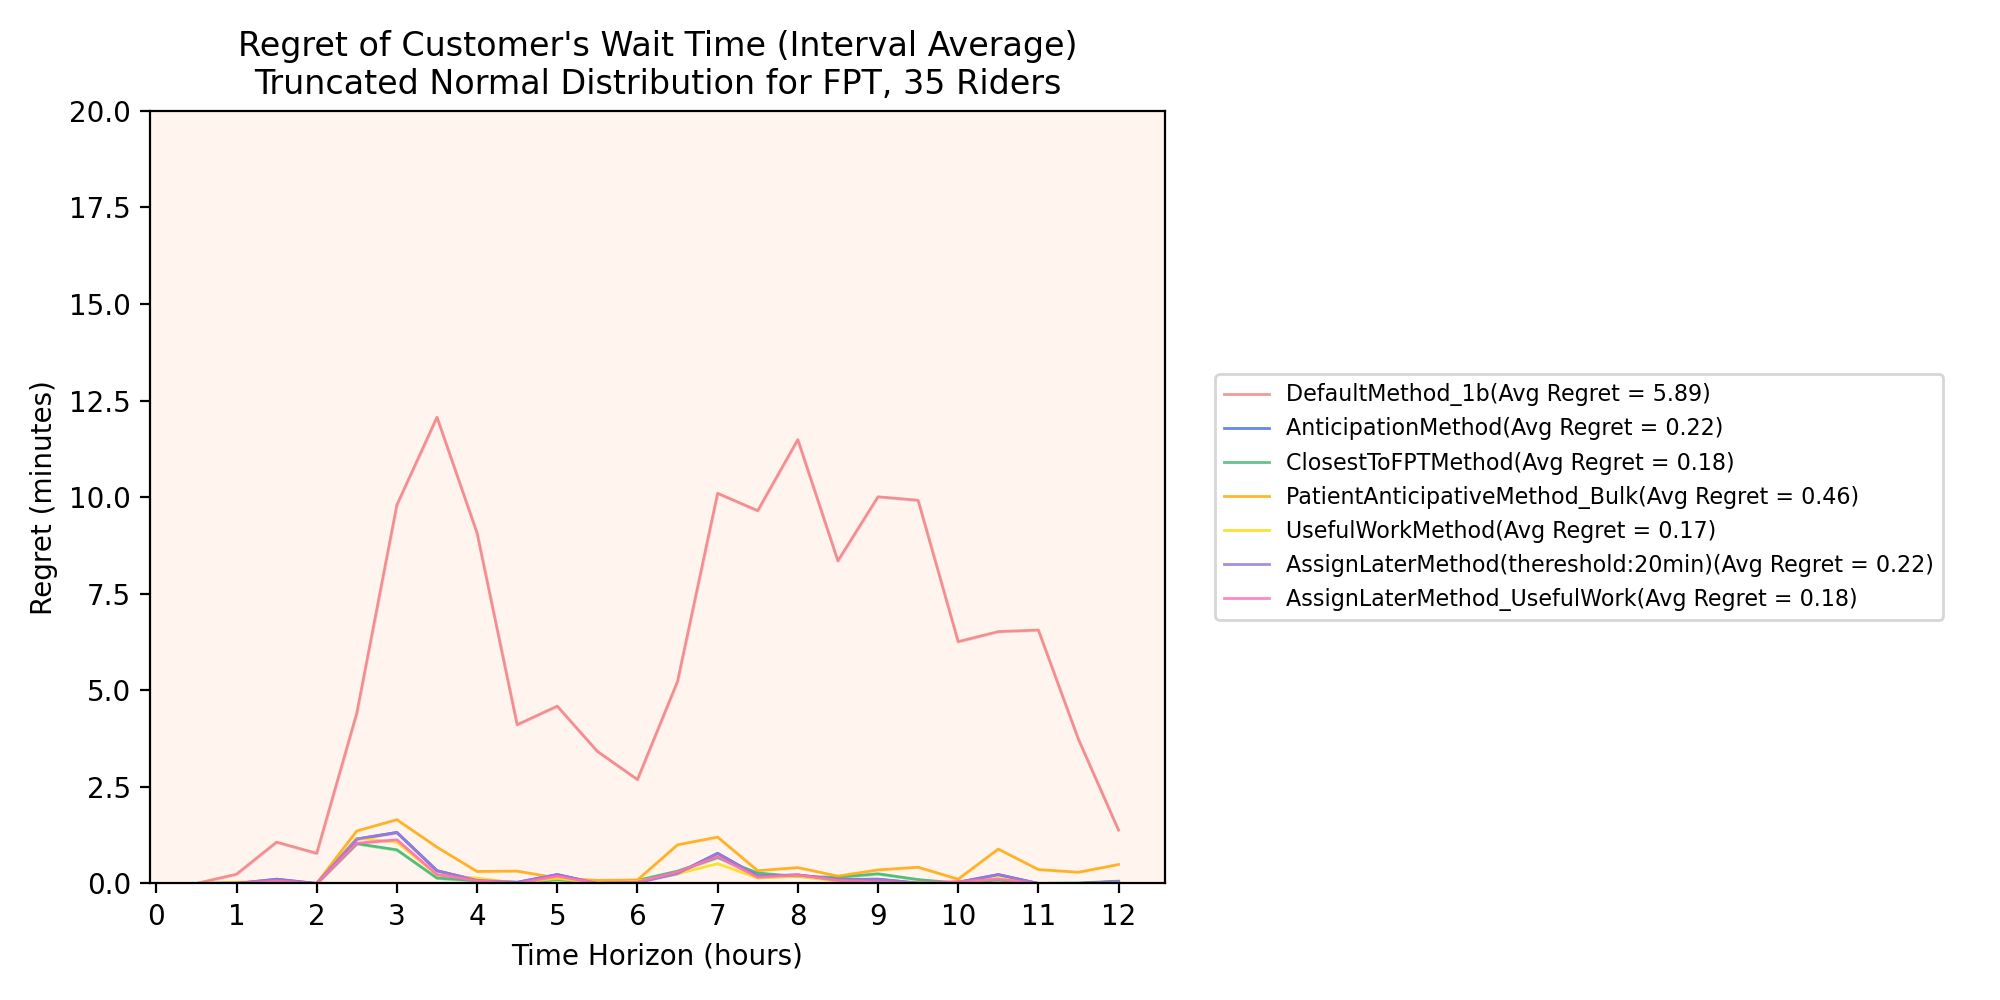 Regret of Customer's Wait Time (Interval Average)
Truncated Normal Distribution for FPT, 35 Riders
20.0
17.5
15.0
12.5
10.0
7.5
5.0
2.5
0.0
Regret (minutes)
0 1 2 3 4 5 6 7 8 9 10 11 12
Time Horizon (hours)
DefaultMethod_1b(Avg Regret = 5.89)
AnticipationMethod(Avg Regret = 0.22)
ClosestToFPTMethod(Avg Regret = 0.18)
PatientAnticipativeMethod_Bulk(Avg Regret = 0.46)
UsefulWorkMethod(Avg Regret = 0.17)
AssignLaterMethod(thereshold:20min)(Avg Regret = 0.22)
AssignLaterMethod_UsefulWork(Avg Regret = 0.18)